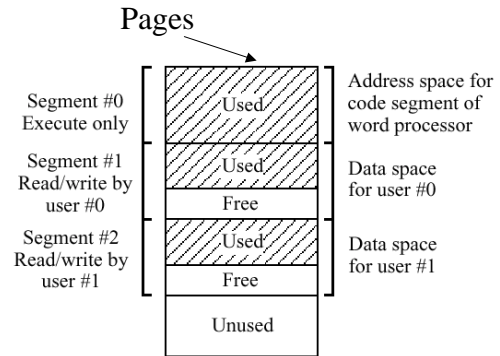 Pages
Segment #0
Execute only
Used
Address space for
code segment of
word processor
Segment #1
Read/write by
user #0
Used
Free
Data space
for user #0
Segment #2
Read/write by
user #1
Used
Free
Data space
for user #1
Unused